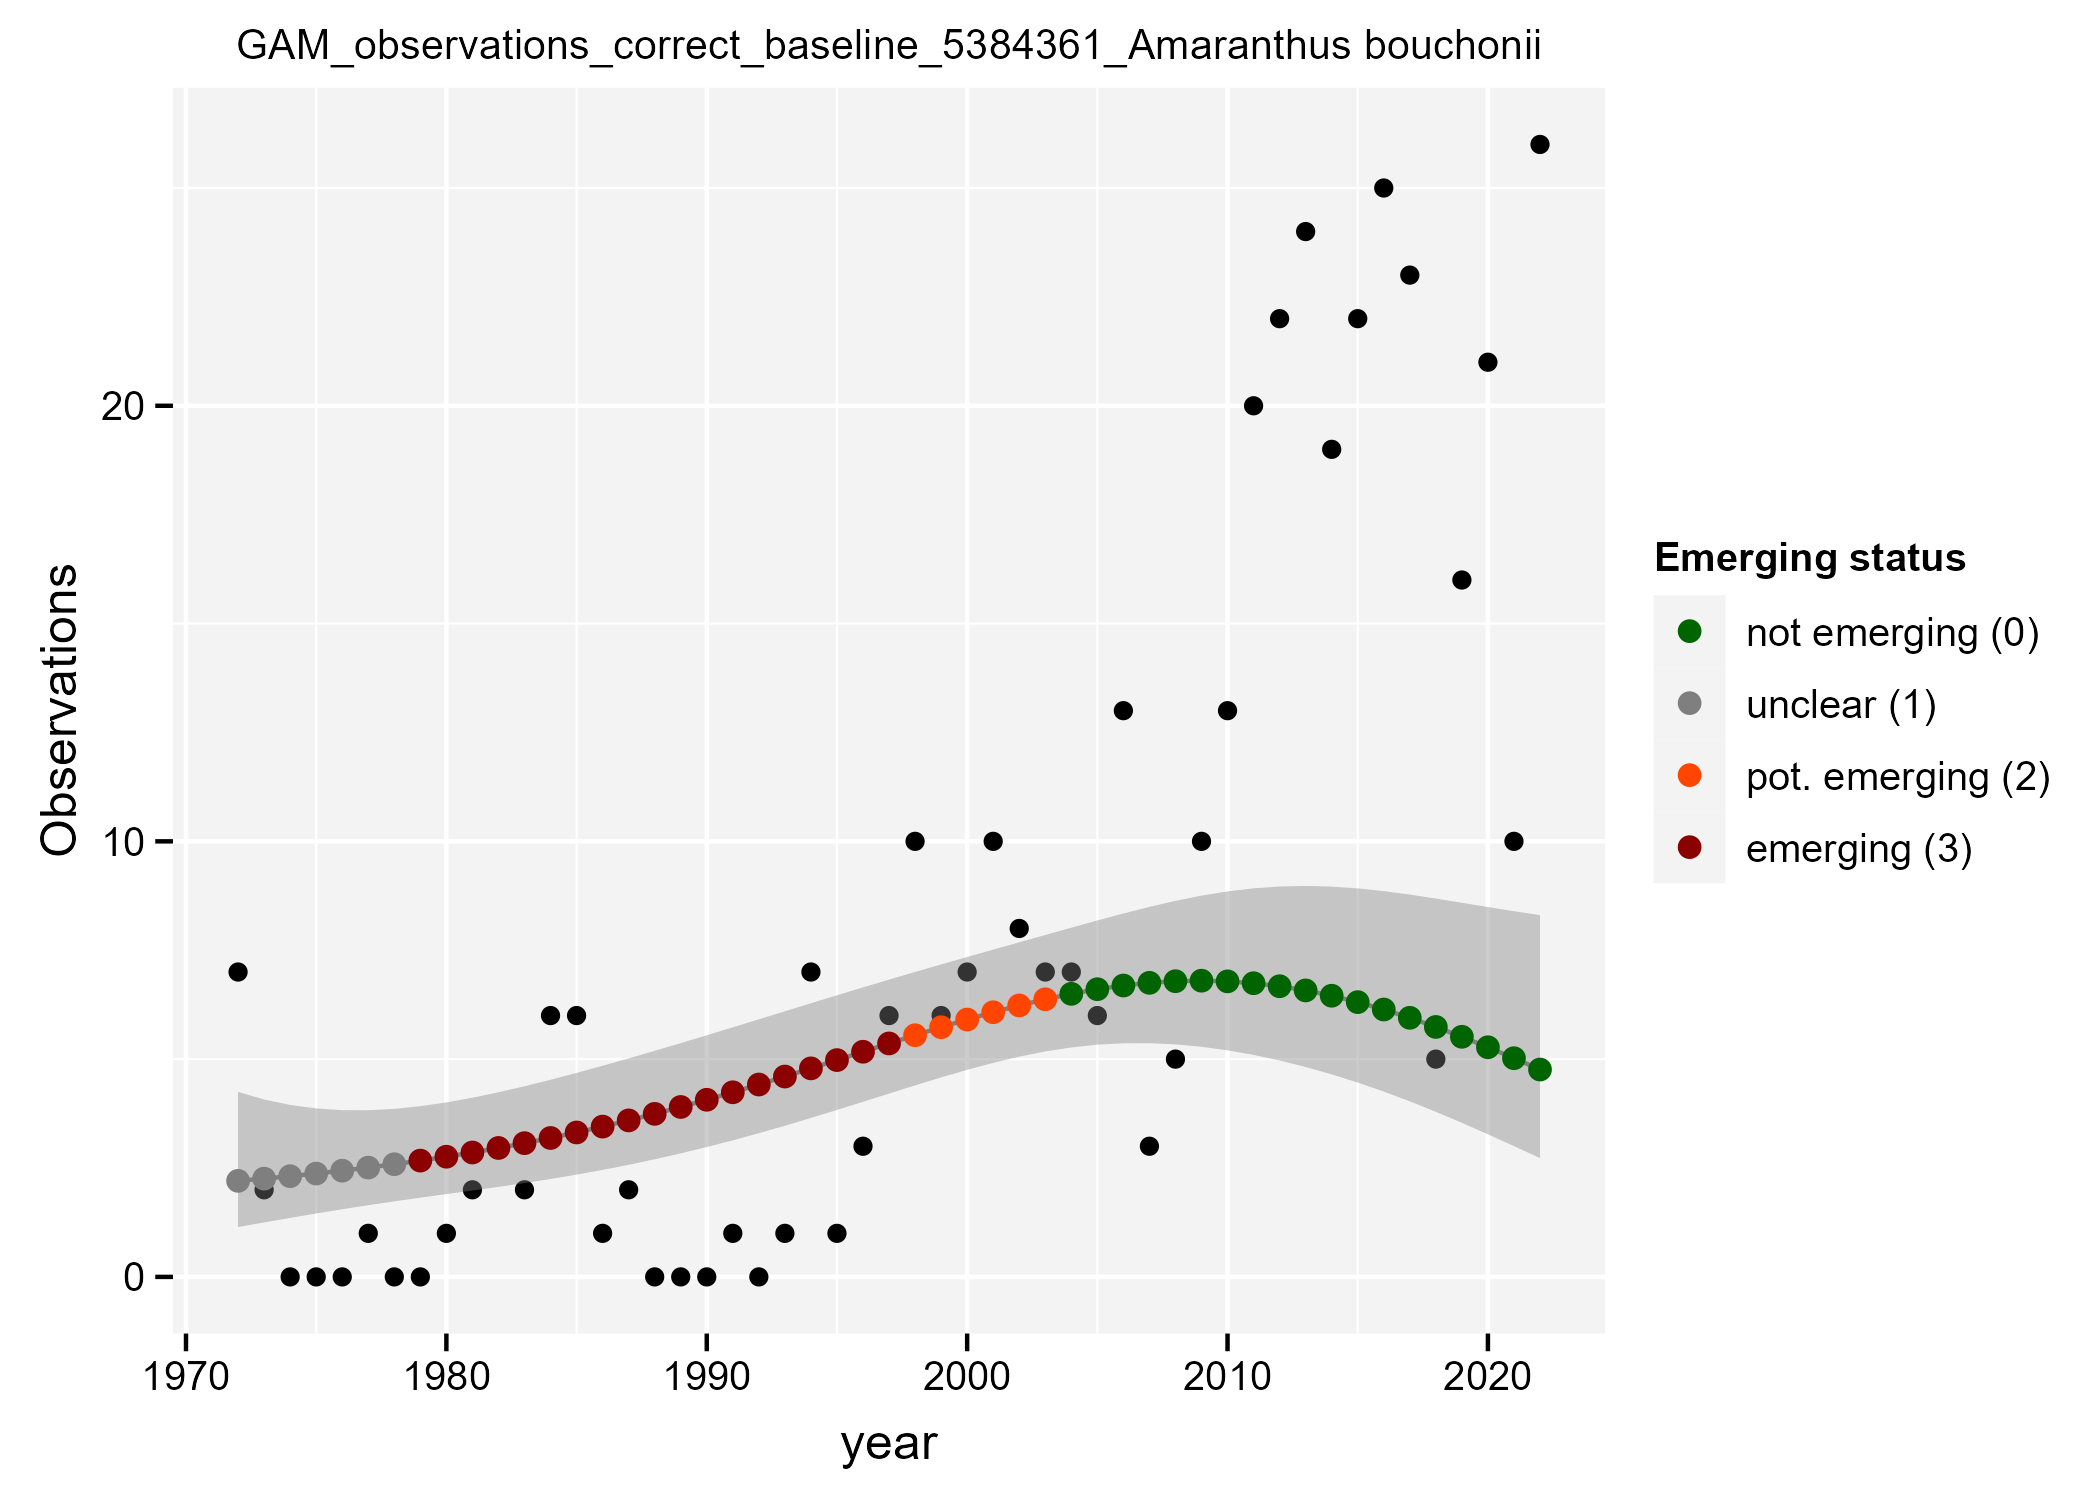 GAM_observations_correct_baseline_5384361_Amaranthus bouchonii
Observations
20
10
0
1970 1980 1990 2000 2010 2020
year
Emerging status
not emerging (0)
unclear (1)
pot. emerging (2)
emerging (3)